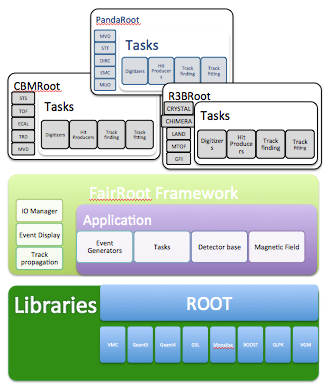 PandaRoot
MVD
STT
DIRC
EMC
MUO
Tasks
Digitizers
Hit
Producer
s
Track
finding
Track
fitting
CBMRoot
STS
TOF
ECAL
TRD
MVD
Tasks
Digitizers
Hit
Producers
Track
finding
Track
fitting
R3BRoot
CRYSTAL
CHIMERA
LAND
MTOF
GFI
Tasks
Digitizer
s
Hit
Produce
rs
Track
finding
Track
fitting
FairRoot Framework
IO Manager
Event Display
Track
propagation
Application
Event
Generators
Tasks
Detector base
Magnetic Field
Libraries
ROOT
VMC
Geant3
Geant4
GSL
Monalisa
BOOST
GLPK
VGM